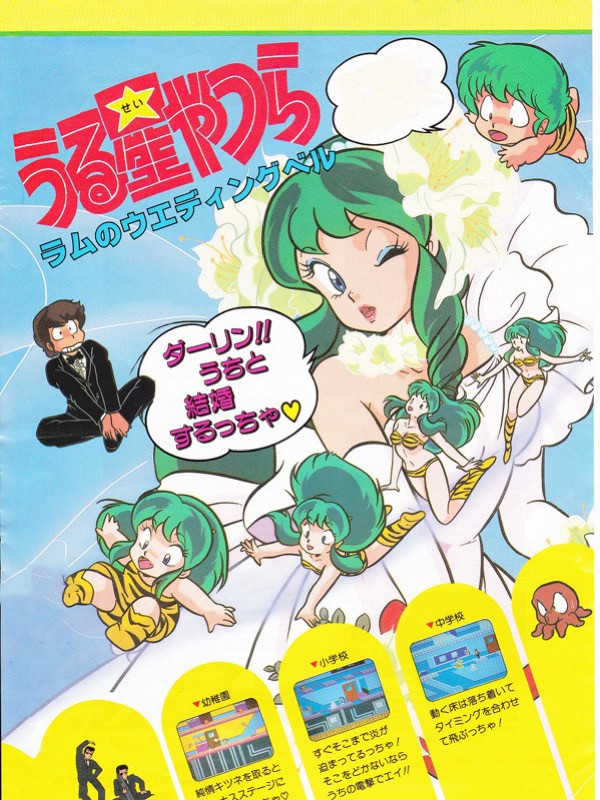 うる星やつら
せい
ラムのウエディングベル
ダーリン!!
うちと
結婚
するっちゃ♥
▼幼稚園
純情キツネを取ると
▼小学校
すぐそこまで炎が
迫まってるっちゃ!
そこをどかないなら
うちの電撃でエイ!!
▼中学校
動く床は落ち着いて
タイミングを合わせ
て飛ぶっちゃ!